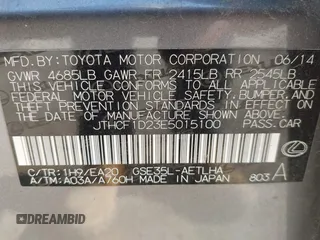 MFD. BY: TOYOTA MOTOR CORPORATION 06/14
GVWR 4685LB GAWR FR 2415LB RR 2545LB
THIS VEHICLE CONFORMS TO ALL APPLICABLE
FEDERAL MOTOR VEHICLE SAFETY, BUMPER, AND
THEFT PREVENTION STANDARDS IN EFFECT ON
THE DATE OF MANUFACTURE SHOWN ABOVE.
JTHCF1D23E5015100 PASS.CAR
C/TR: 1H9/EA20 GSE35L-AETLHA
A/TM: A03A/A760H MADE IN JAPAN 803 A
DREAMBID